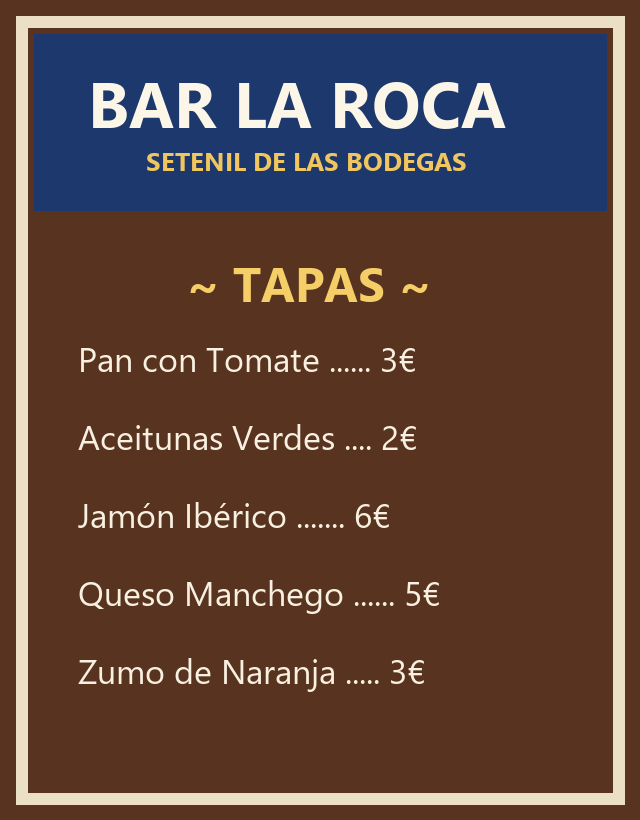 BAR LA ROCA
SETENIL DE LAS BODEGAS
~ TAPAS ~
Pan con Tomate ...... 3€
Aceitunas Verdes .... 2€
Jamón Ibérico ....... 6€
Queso Manchego ...... 5€
Zumo de Naranja ..... 3€